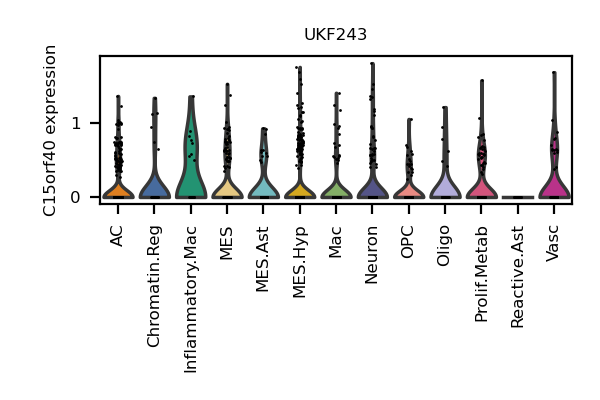 UKF243
C15orf40 expression
1
0
AC
Chromatin.Reg
Inflammatory.Mac
MES
MES.Ast
MES.Hyp
Mac
Neuron
OPC
Oligo
Prolif.Metab
Reactive.Ast
Vasc